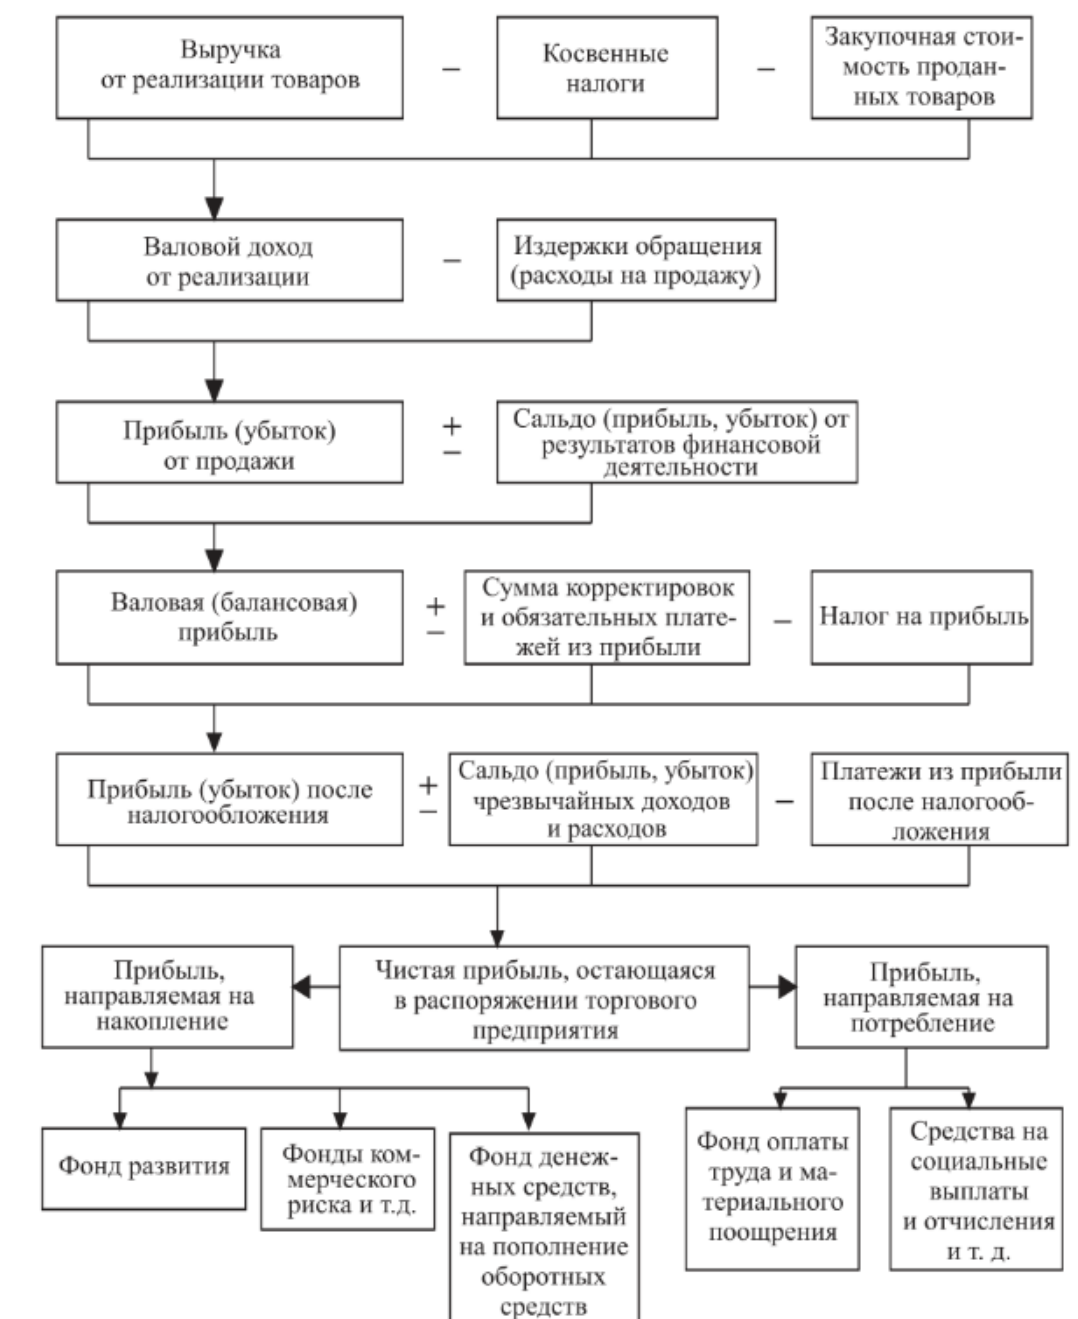 Выручка
от реализации товаров
–
Косвенные
налоги
–
Закупочная стои-
мость продан-
ных товаров
Валовой доход
от реализации
–
Издержки обращения
(расходы на продажу)
Прибыль (убыток)
от продажи
+
–
Сальдо (прибыль, убыток) от
результатов финансовой
деятельности
Валовая (балансовая)
прибыль
+
–
Сумма корректировок
и обязательных плате-
жей из прибыли
–
Налог на прибыль
Прибыль (убыток) после
налогообложения
+
–
Сальдо (прибыль, убыток)
чрезвычайных доходов
и расходов
–
Платежи из прибыли
после налогооб-
ложения
Прибыль,
направляемая на
накопление
Чистая прибыль, остающаяся
в распоряжении торгового
предприятия
Прибыль,
направляемая на
потребление
Фонд развития
Фонды ком-
мерческого
риска и т.д.
Фонд денеж-
ных средств,
направляемый
на пополнение
оборотных
средств
Фонд оплаты
труда и ма-
териального
поощрения
Средства на
социальные
выплаты
и отчисления
и т. д.